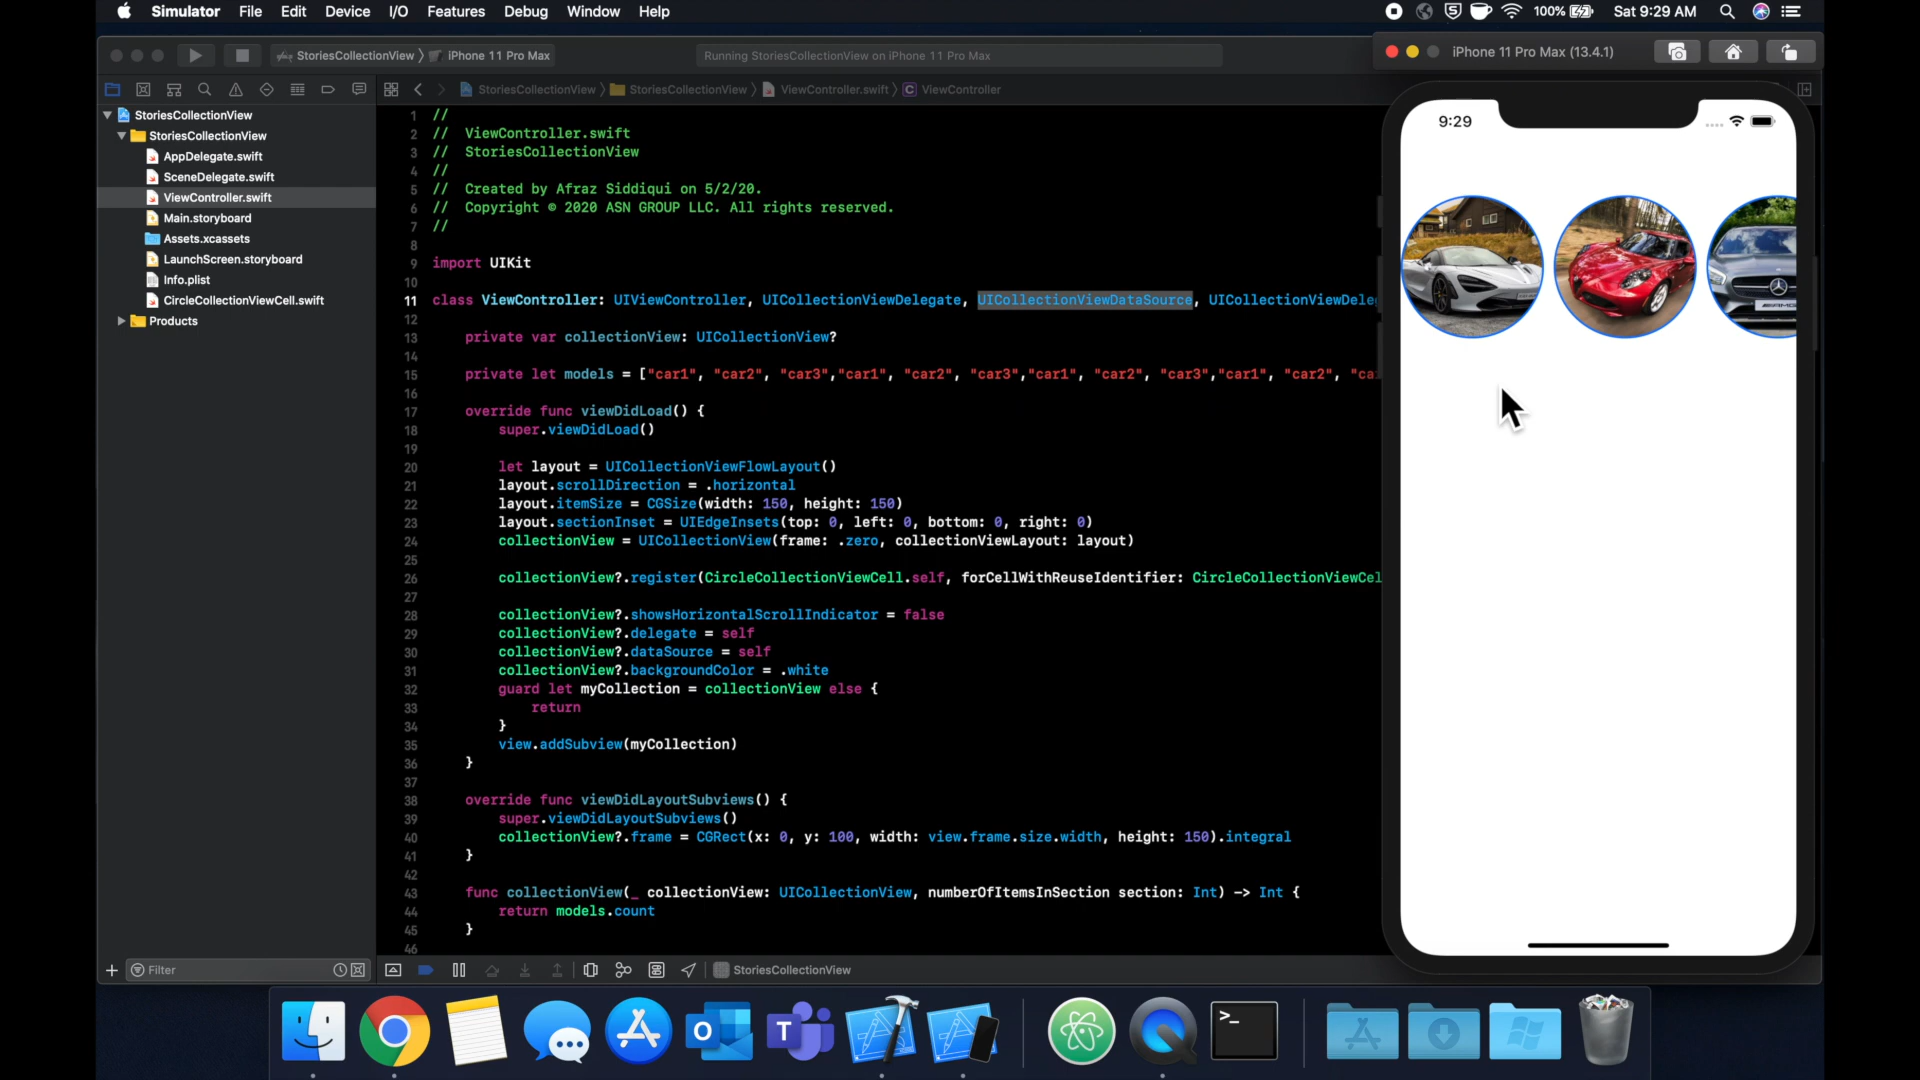 Simulator File Edit Device I/O Features Debug Window Help
100% Sat 9:29 AM
StoriesCollectionView iPhone 11 Pro Max
Running StoriesCollectionView on iPhone 11 Pro Max
iPhone 11 Pro Max (13.4.1)
StoriesCollectionView StoriesCollectionView ViewController.swift C ViewController
StoriesCollectionView
StoriesCollectionView
AppDelegate.swift
SceneDelegate.swift
ViewController.swift
Main.storyboard
Assets.xcassets
LaunchScreen.storyboard
Info.plist
CircleCollectionViewCell.swift
Products
1 //
2 // ViewController.swift
3 // StoriesCollectionView
4 //
5 // Created by Afraz Siddiqui on 5/2/20.
6 // Copyright © 2020 ASN GROUP LLC. All rights reserved.
7 //
8
9 import UIKit
10
11 class ViewController: UIViewController, UICollectionViewDelegate, UICollectionViewDataSource, UICollectionViewDele
12
13 private var collectionView: UICollectionView?
14
15 private let models = ["car1", "car2", "car3","car1", "car2", "car3","car1", "car2", "car3","car1", "car2", "ca
16
17 override func viewDidLoad() {
18 super.viewDidLoad()
19
20 let layout = UICollectionViewFlowLayout()
21 layout.scrollDirection = .horizontal
22 layout.itemSize = CGSize(width: 150, height: 150)
23 layout.sectionInset = UIEdgeInsets(top: 0, left: 0, bottom: 0, right: 0)
24 collectionView = UICollectionView(frame: .zero, collectionViewLayout: layout)
25
26 collectionView?.register(CircleCollectionViewCell.self, forCellWithReuseIdentifier: CircleCollectionViewCel
27
28 collectionView?.showsHorizontalScrollIndicator = false
29 collectionView?.delegate = self
30 collectionView?.dataSource = self
31 collectionView?.backgroundColor = .white
32 guard let myCollection = collectionView else {
33 return
34 }
35 view.addSubview(myCollection)
36 }
37
38 override func viewDidLayoutSubviews() {
39 super.viewDidLayoutSubviews()
40 collectionView?.frame = CGRect(x: 0, y: 100, width: view.frame.size.width, height: 150).integral
41 }
42
43 func collectionView(_ collectionView: UICollectionView, numberOfItemsInSection section: Int) -> Int {
44 return models.count
45 }
46
9:29
AMG
Filter
StoriesCollectionView
O
T
>_